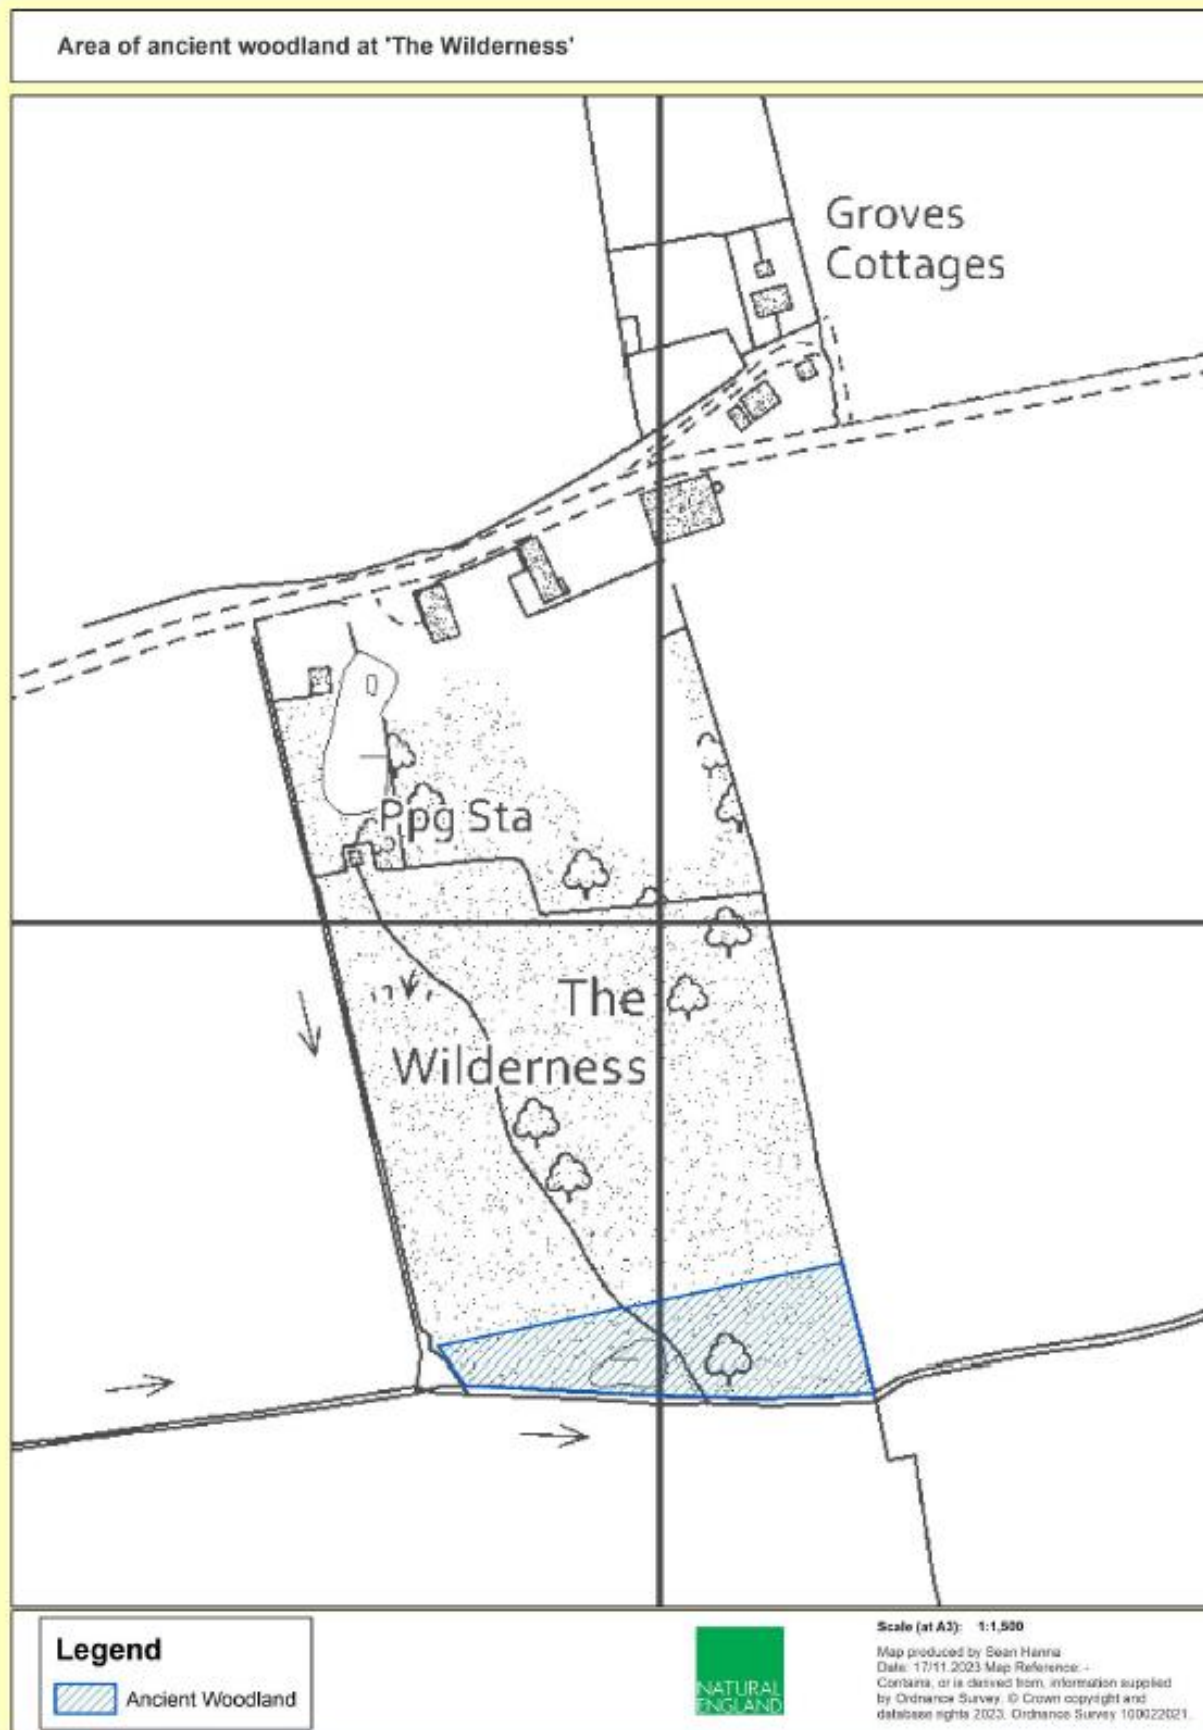 Area of ancient woodland at 'The Wilderness'
Groves
Cottages
Ppg Sta
The
Wilderness
Legend
Ancient Woodland
NATURAL
ENGLAND
Scale (at A3): 1:1,500
Map produced by Sean Hanna
Date: 17/11.2023 Map Reference: -
Contains, or is derived from, information supplied
by Ordnance Survey. © Crown copyright and
database rights 2023. Ordnance Survey 100022021.